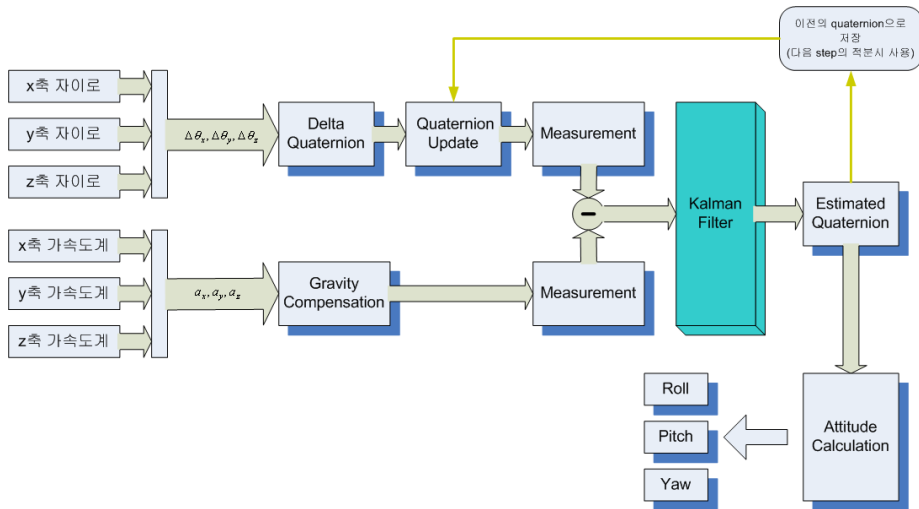 이전의 quaternion으로
저장
(다음 step의 적분시 사용)
x축 자이로
y축 자이로
z축 자이로
Δθx, Δθy, Δθz
Delta
Quaternion
Quaternion
Update
Measurement
Kalman
Filter
Estimated
Quaternion
x축 가속도계
y축 가속도계
z축 가속도계
ax, ay, az
Gravity
Compensation
Measurement
Roll
Pitch
Yaw
Attitude
Calculation